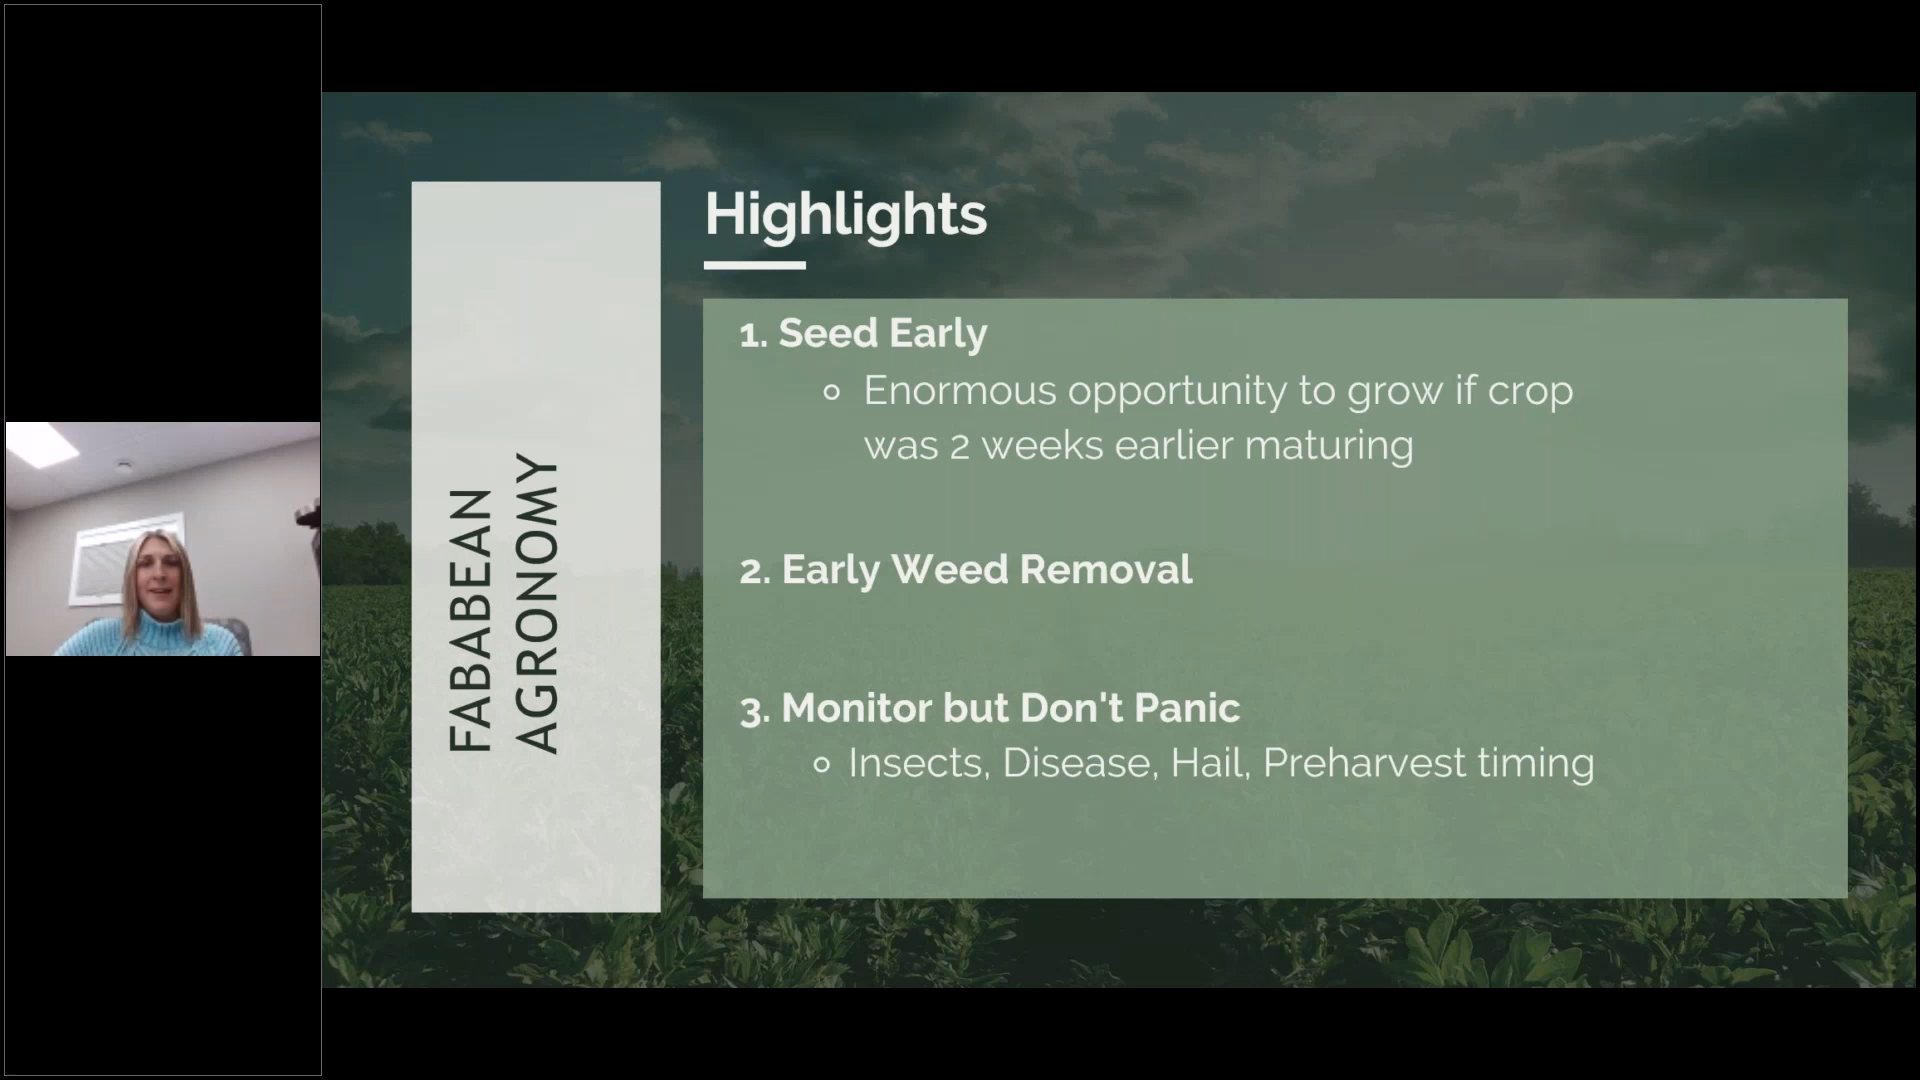 FABABEAN
AGRONOMY
Highlights
1. Seed Early
Enormous opportunity to grow if crop
was 2 weeks earlier maturing
2. Early Weed Removal
3. Monitor but Don't Panic
Insects, Disease, Hail, Preharvest timing